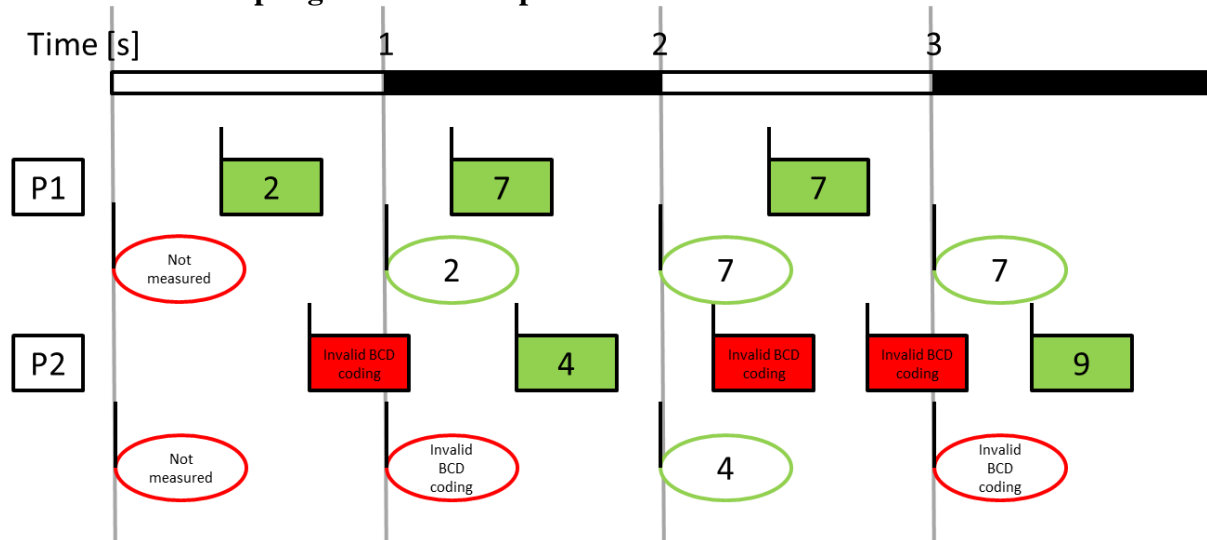 Time [s] 1 2 3
P1 2 7 7
Not
measured
2 7 7
P2
Invalid BCD
coding
4
Invalid BCD
coding
Invalid BCD
coding
9
Not
measured
Invalid
BCD
coding
4
Invalid
BCD
coding